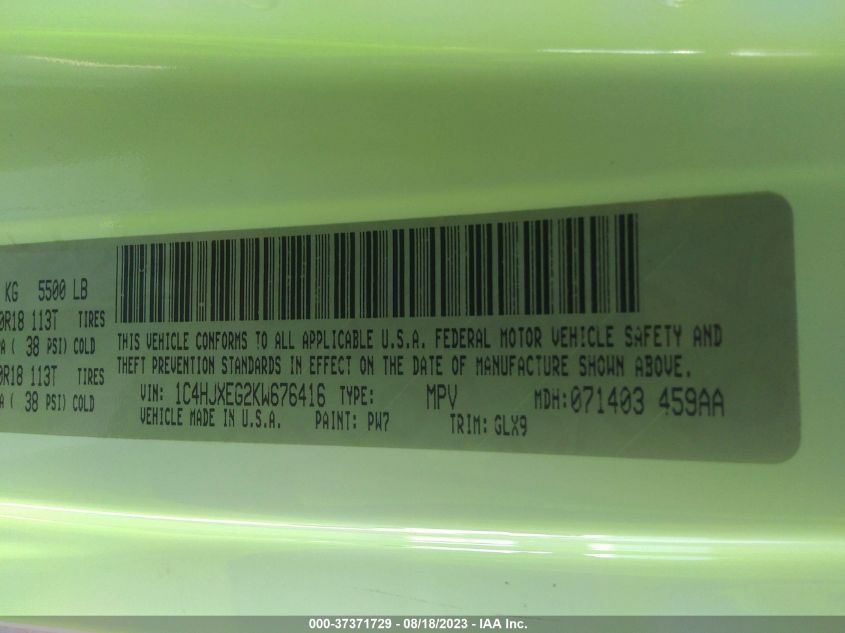 KG 5500 LB
0R18 113T TIRES
A ( 38 PSI) COLD
0R18 113T TIRES
A ( 38 PSI) COLD
THIS VEHICLE CONFORMS TO ALL APPLICABLE U.S.A. FEDERAL MOTOR VEHICLE SAFETY AND
THEFT PREVENTION STANDARDS IN EFFECT ON THE DATE OF MANUFACTURE SHOWN ABOVE.
VIN: 1C4HJXEG2KW676416 TYPE: MPV MDH: 071403 459AA
VEHICLE MADE IN U.S.A. PAINT: PW7 TRIM: GLX9
000-37371729 - 08/18/2023 - IAA Inc.